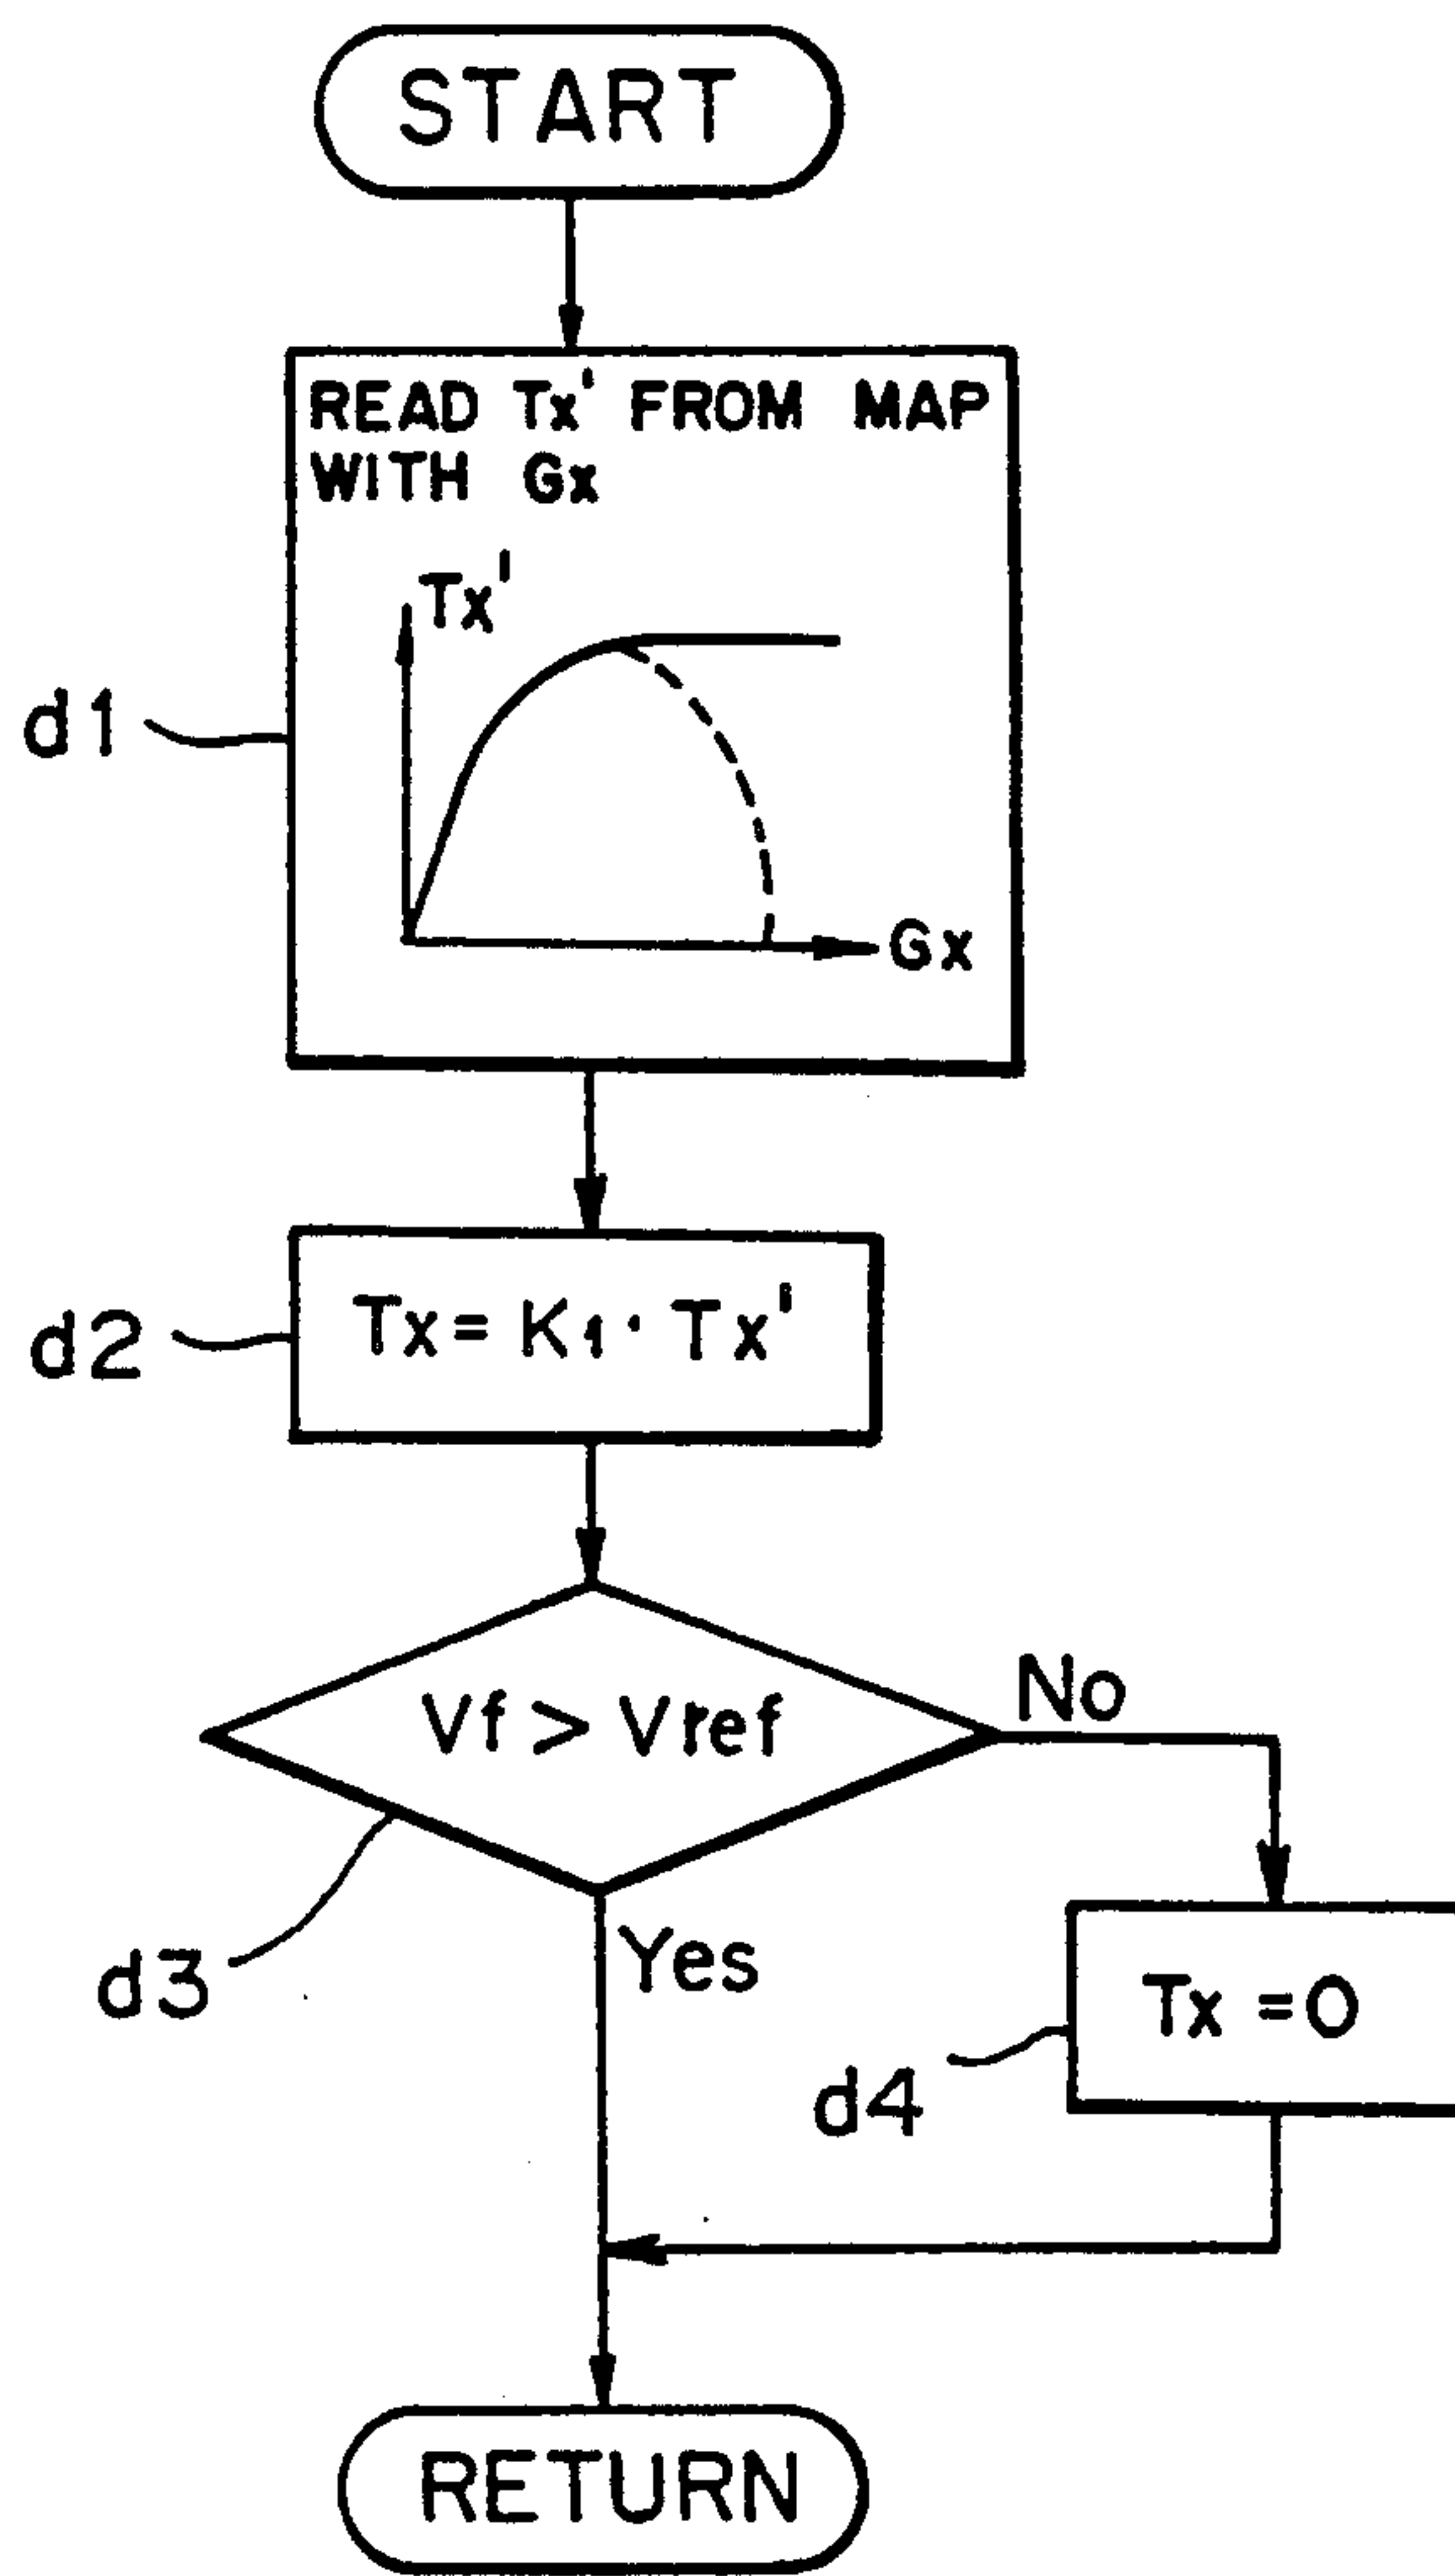 START
READ Tx' FROM MAP
WITH Gx
Tx'
d1
Gx
Tx = K1 · Tx'
d2
Vf > Vref
No
Yes
d3
Tx = 0
d4
RETURN